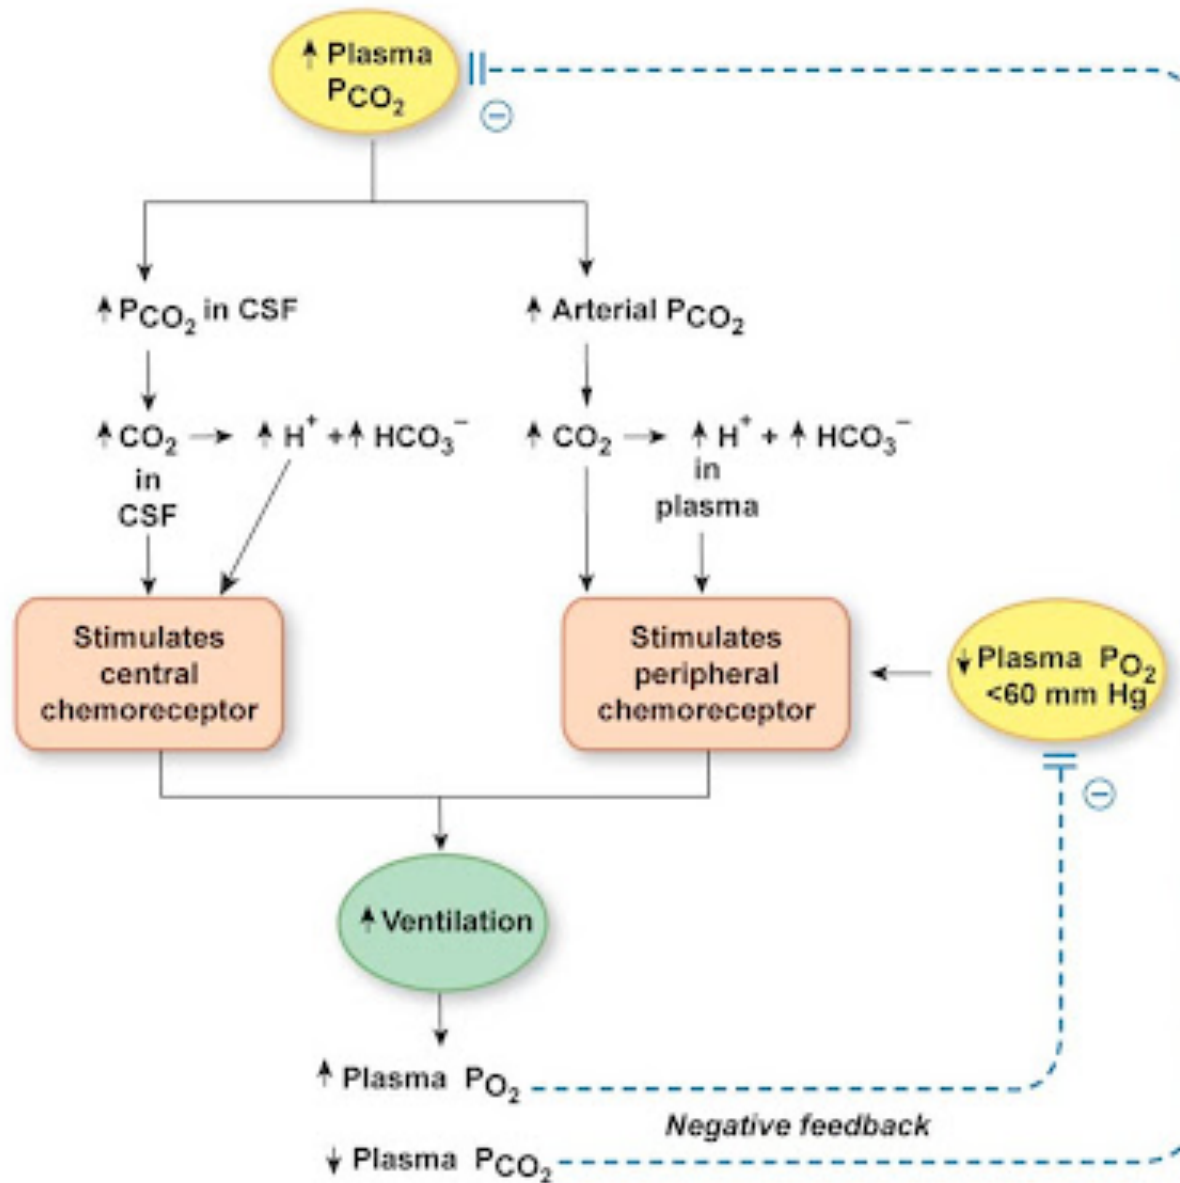 ↑ Plasma
PCO₂
⊖
↑ PCO₂ in CSF
↑ Arterial PCO₂
↑ CO₂ → ↑ H⁺ + ↑ HCO₃⁻
in
CSF
↑ CO₂ → ↑ H⁺ + ↑ HCO₃⁻
in
plasma
Stimulates
central
chemoreceptor
Stimulates
peripheral
chemoreceptor
↓ Plasma PO₂
<60 mm Hg
⊖
↑ Ventilation
↑ Plasma PO₂
Negative feedback
↓ Plasma PCO₂